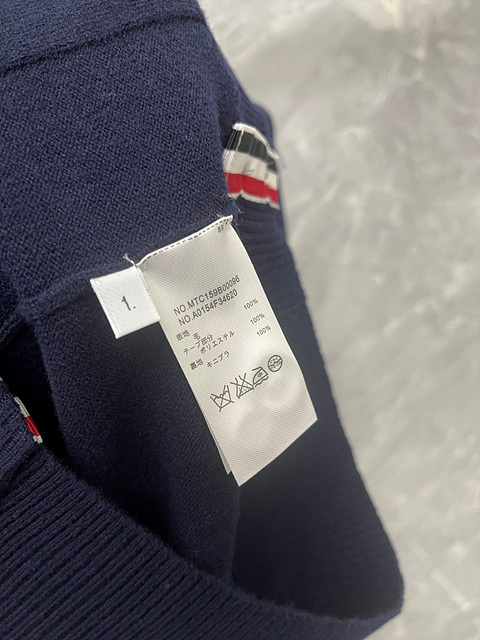 1.
NO.MTC159B00096
NO.A0154F34620
表地 毛 100%
テープ部分
ポリエステル 100%
裏地 キュプラ 100%